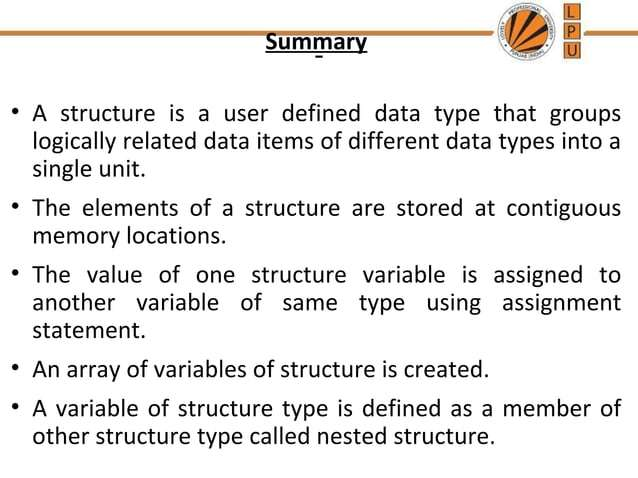 Summary
L
P
U
• A structure is a user defined data type that groups
logically related data items of different data types into a
single unit.
• The elements of a structure are stored at contiguous
memory locations.
• The value of one structure variable is assigned to
another variable of same type using assignment
statement.
• An array of variables of structure is created.
• A variable of structure type is defined as a member of
other structure type called nested structure.